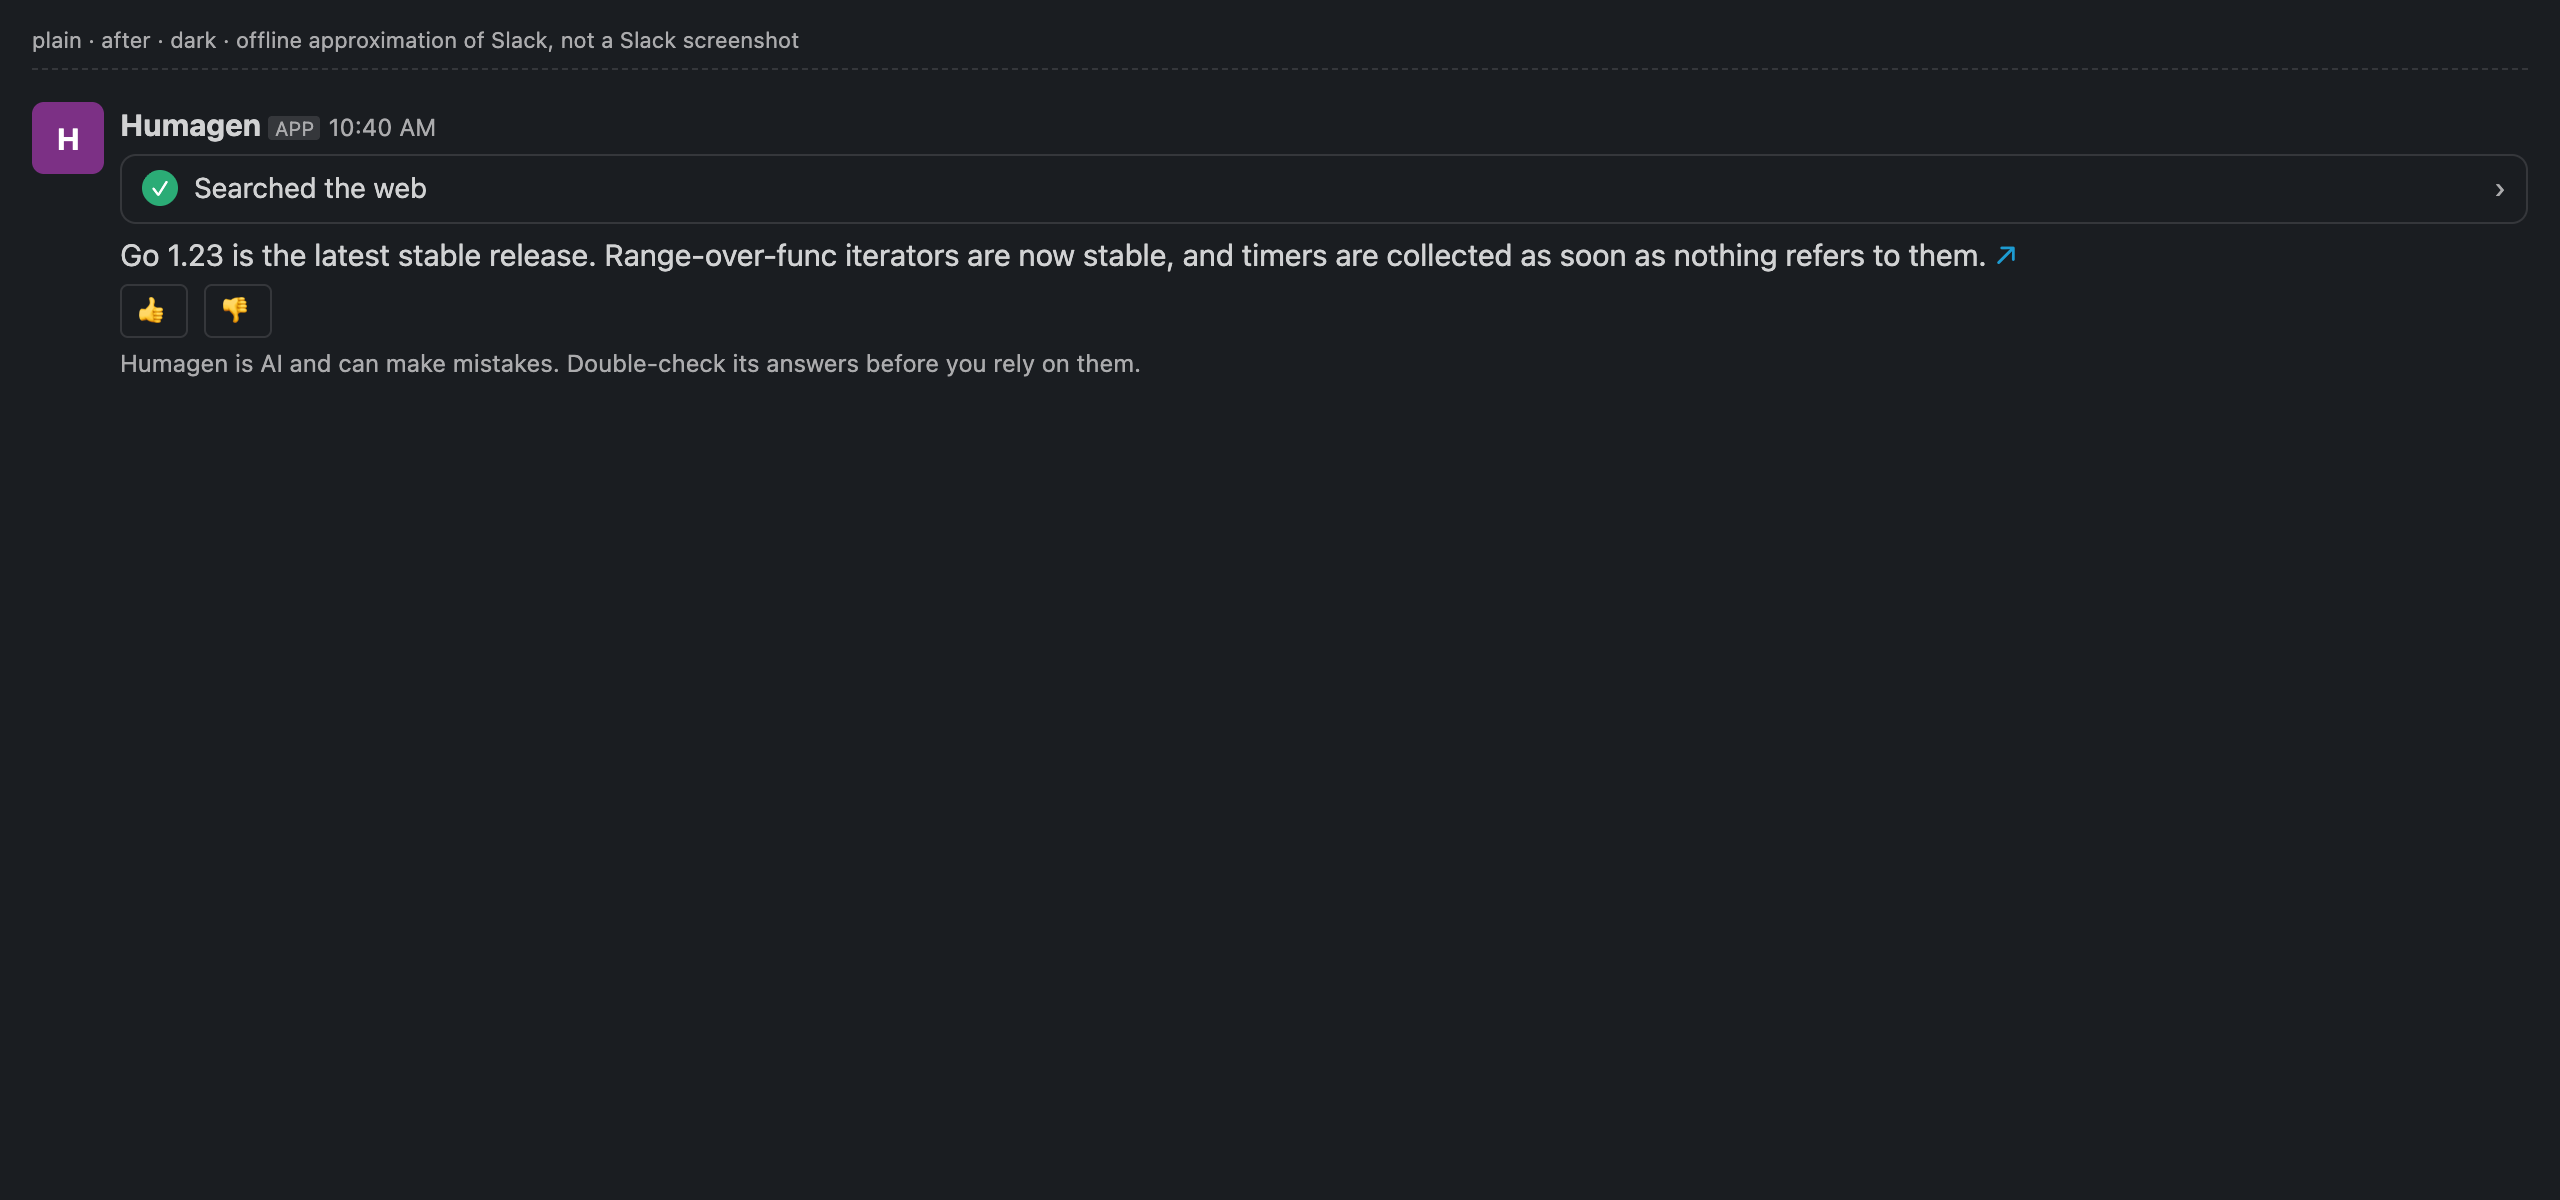 plain · after · dark · offline approximation of Slack, not a Slack screenshot
H
Humagen APP 10:40 AM
Searched the web
Go 1.23 is the latest stable release. Range-over-func iterators are now stable, and timers are collected as soon as nothing refers to them.
Humagen is AI and can make mistakes. Double-check its answers before you rely on them.